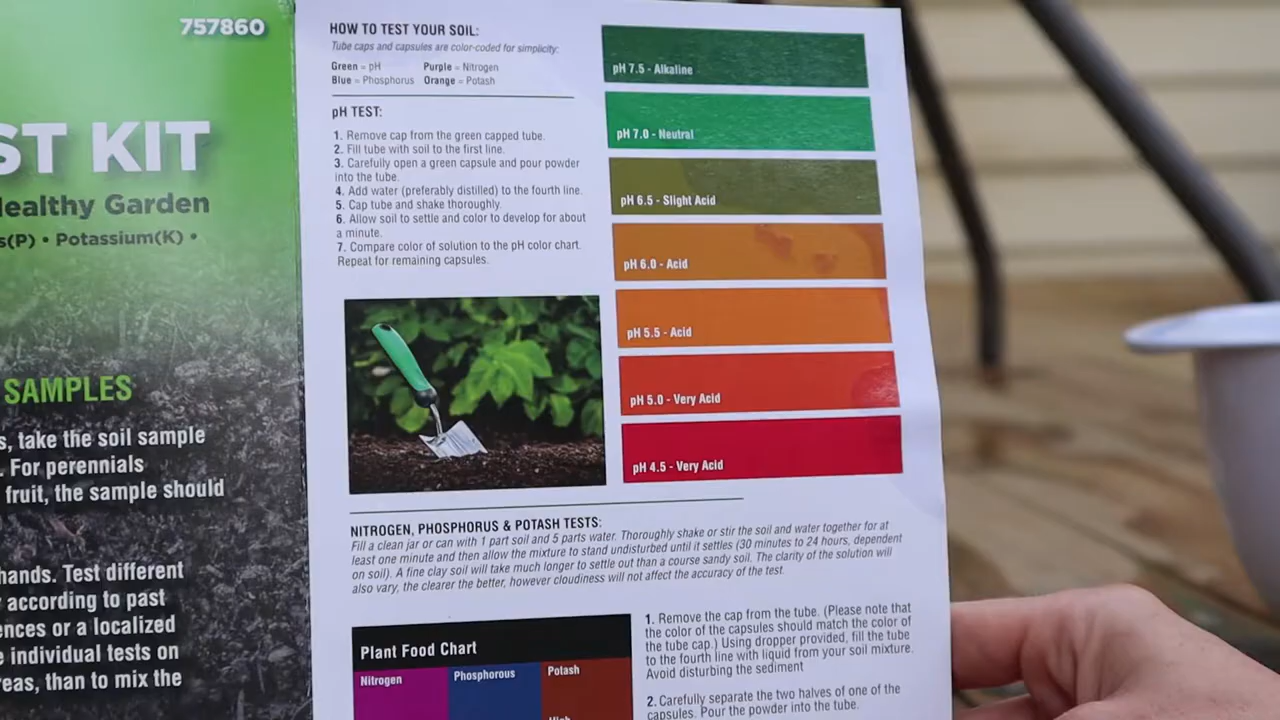 757860
ST KIT
Healthy Garden
s(P) • Potassium(K) •
SAMPLES
s, take the soil sample
. For perennials
fruit, the sample should
hands. Test different
according to past
ences or a localized
e individual tests on
reas, than to mix the
HOW TO TEST YOUR SOIL:
Tube caps and capsules are color-coded for simplicity:
Green = pH Purple = Nitrogen
Blue = Phosphorus Orange = Potash
pH TEST:
1. Remove cap from the green capped tube.
2. Fill tube with soil to the first line.
3. Carefully open a green capsule and pour powder
into the tube.
4. Add water (preferably distilled) to the fourth line.
5. Cap tube and shake thoroughly.
6. Allow soil to settle and color to develop for about
a minute.
7. Compare color of solution to the pH color chart.
Repeat for remaining capsules.
pH 7.5 - Alkaline
pH 7.0 - Neutral
pH 6.5 - Slight Acid
pH 6.0 - Acid
pH 5.5 - Acid
pH 5.0 - Very Acid
pH 4.5 - Very Acid
NITROGEN, PHOSPHORUS & POTASH TESTS:
Fill a clean jar or can with 1 part soil and 5 parts water. Thoroughly shake or stir the soil and water together for at
least one minute and then allow the mixture to stand undisturbed until it settles (30 minutes to 24 hours, dependent
on soil). A fine clay soil will take much longer to settle out than a course sandy soil. The clarity of the solution will
also vary, the clearer the better, however cloudiness will not affect the accuracy of the test.
Plant Food Chart
Nitrogen Phosphorous Potash
High
1. Remove the cap from the tube. (Please note that
the color of the capsules should match the color of
the tube cap.) Using dropper provided, fill the tube
to the fourth line with liquid from your soil mixture.
Avoid disturbing the sediment
2. Carefully separate the two halves of one of the
capsules. Pour the powder into the tube.